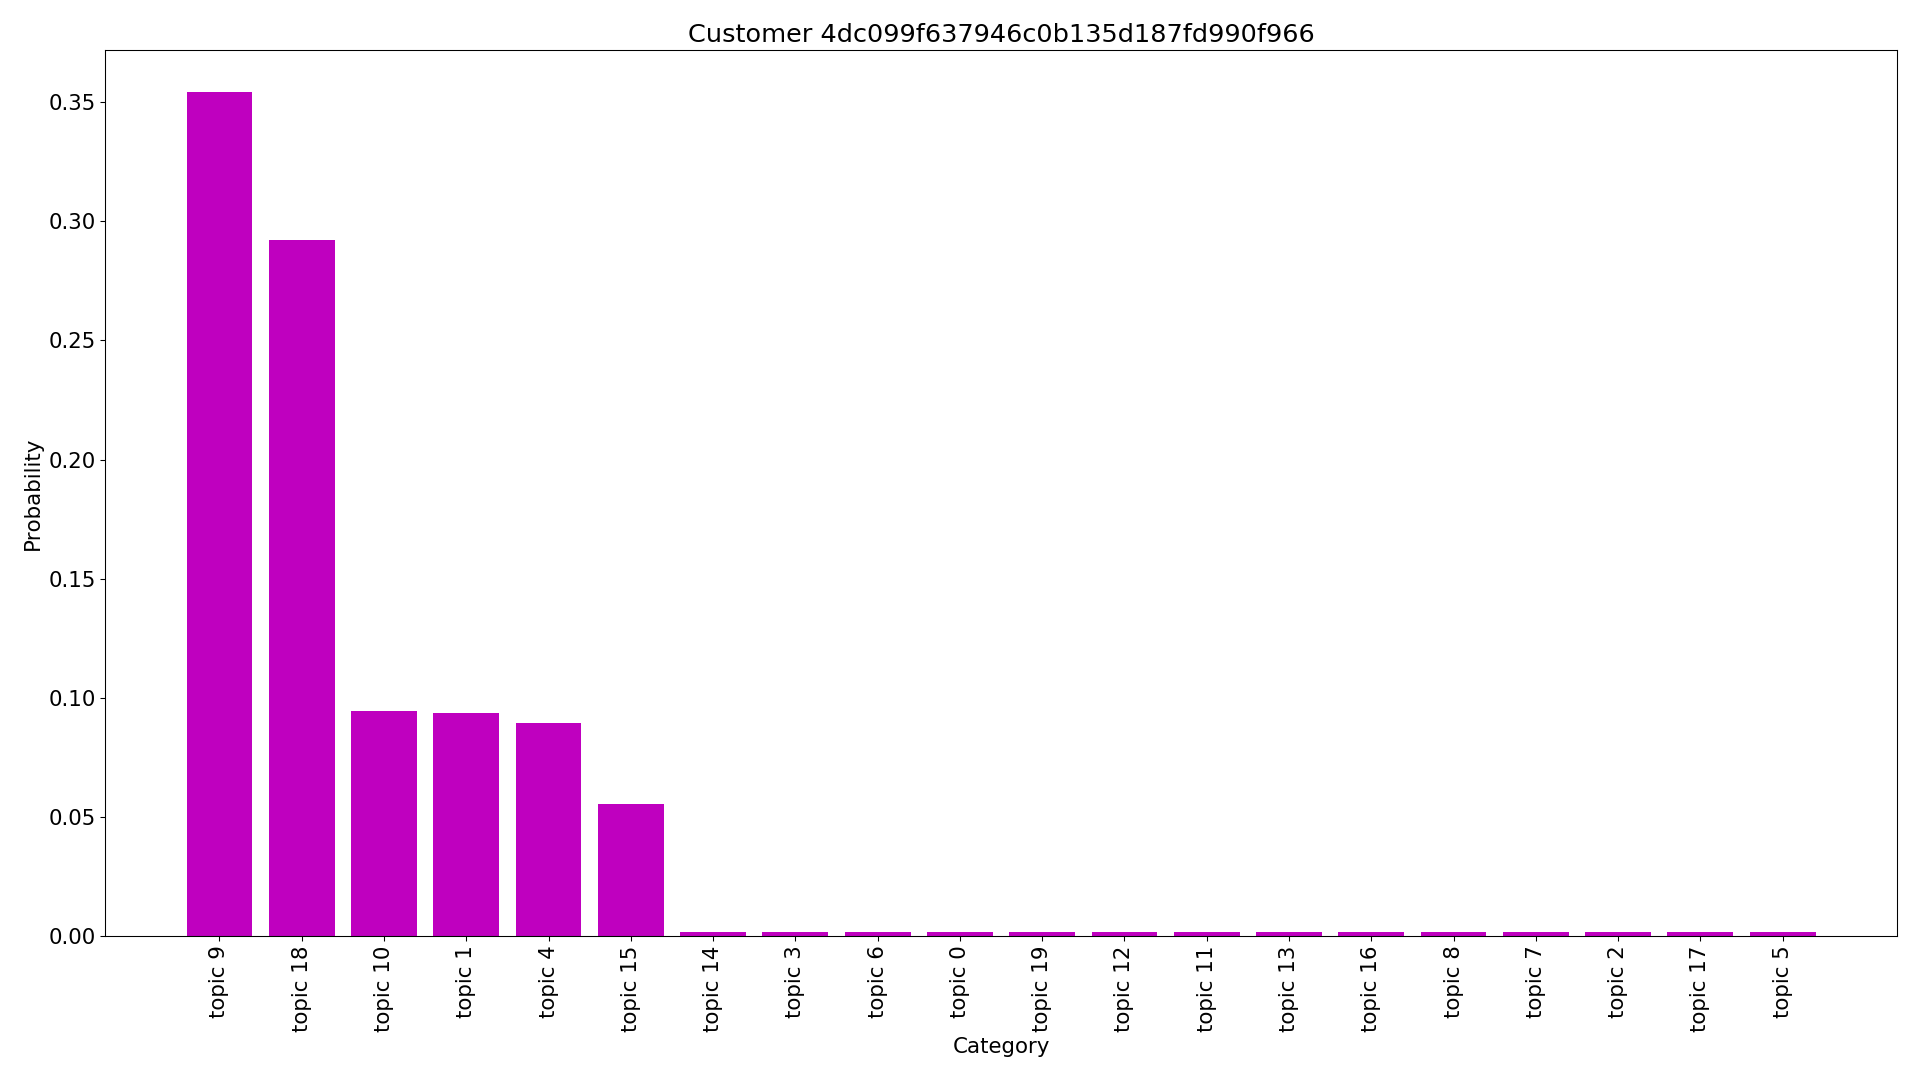 Customer 4dc099f637946c0b135d187fd990f966
Probability
0.35
0.30
0.25
0.20
0.15
0.10
0.05
0.00
topic 9
topic 18
topic 10
topic 1
topic 4
topic 15
topic 14
topic 3
topic 6
topic 0
topic 19
topic 12
topic 11
topic 13
topic 16
topic 8
topic 7
topic 2
topic 17
topic 5
Category